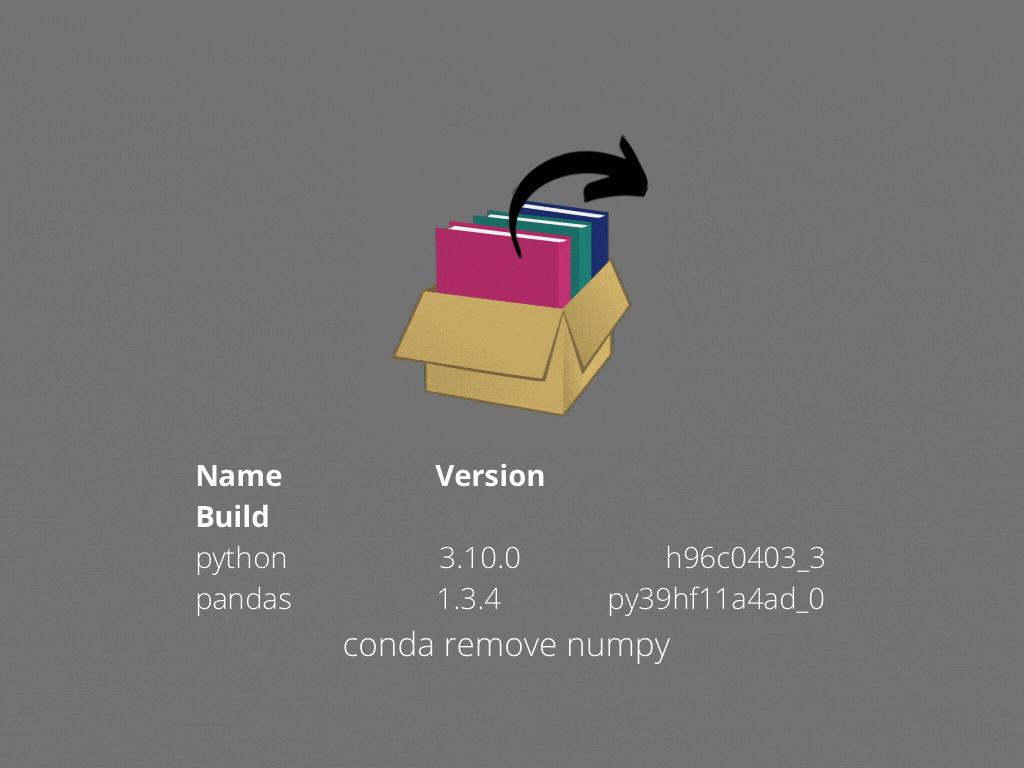 Name Version
Build
python 3.10.0 h96c0403_3
pandas 1.3.4 py39hf11a4ad_0
conda remove numpy